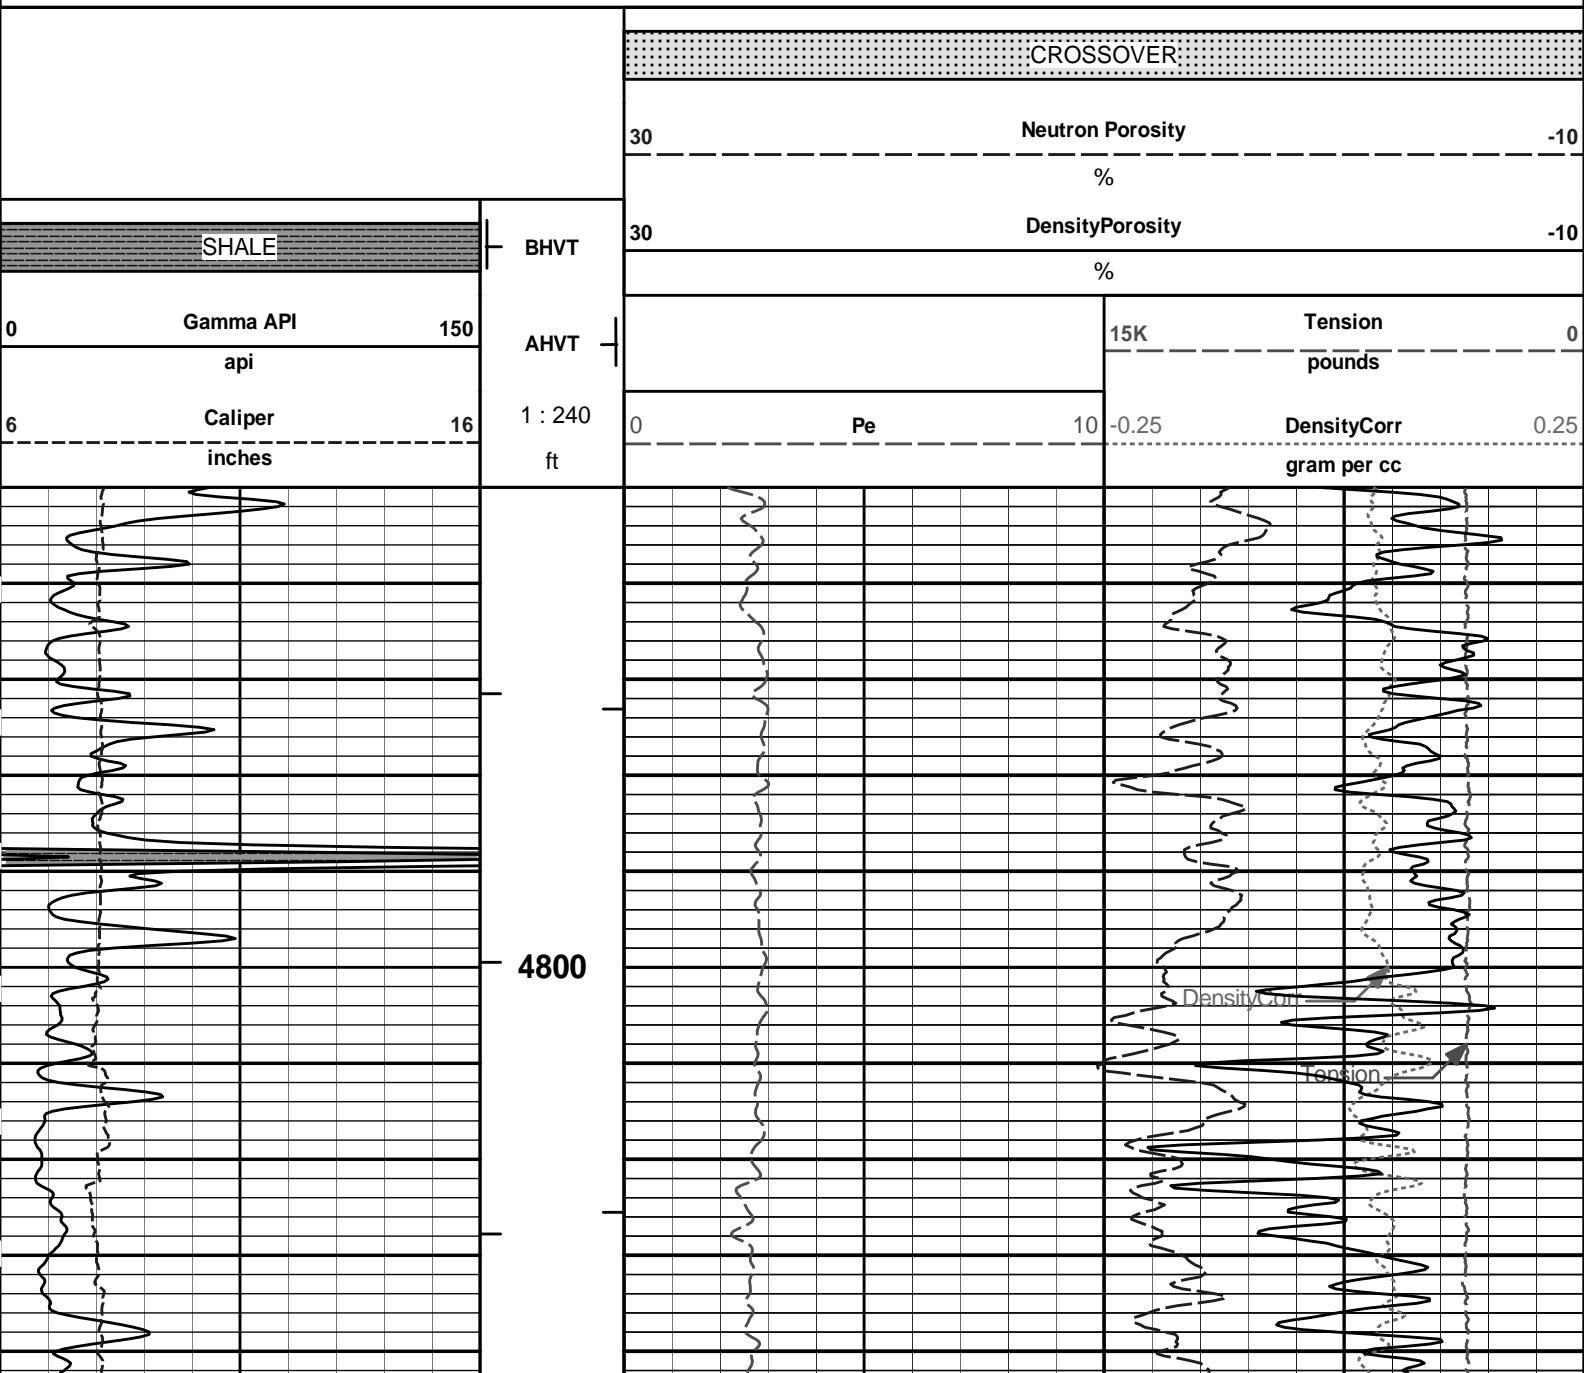 CROSSOVER
30 Neutron Porosity -10
%
30 DensityPorosity -10
%
SHALE
BHVT
0 Gamma API 150
api
AHVT
15K Tension 0
pounds
6 Caliper 16
inches
1 : 240
ft
0 Pe 10
-0.25 DensityCorr 0.25
gram per cc
4800
DensityCorr
Tension